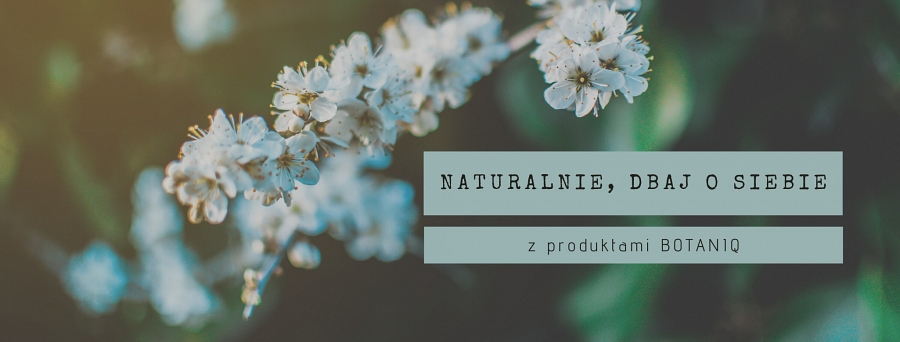 NATURALNIE, DBAJ O SIEBIE
z produktami BOTANIQ